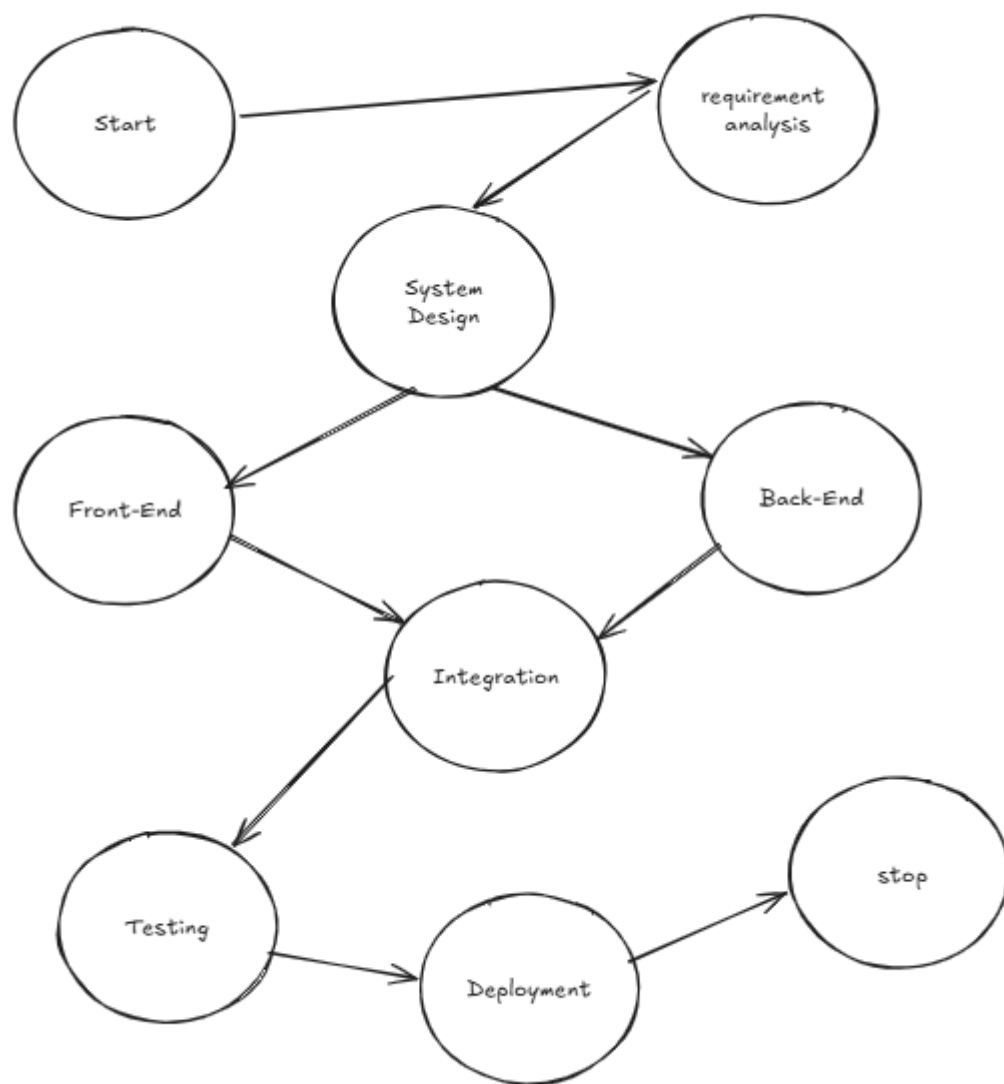 Start
requirement
analysis
System
Design
Front-End
Back-End
Integration
stop
Testing
Deployment